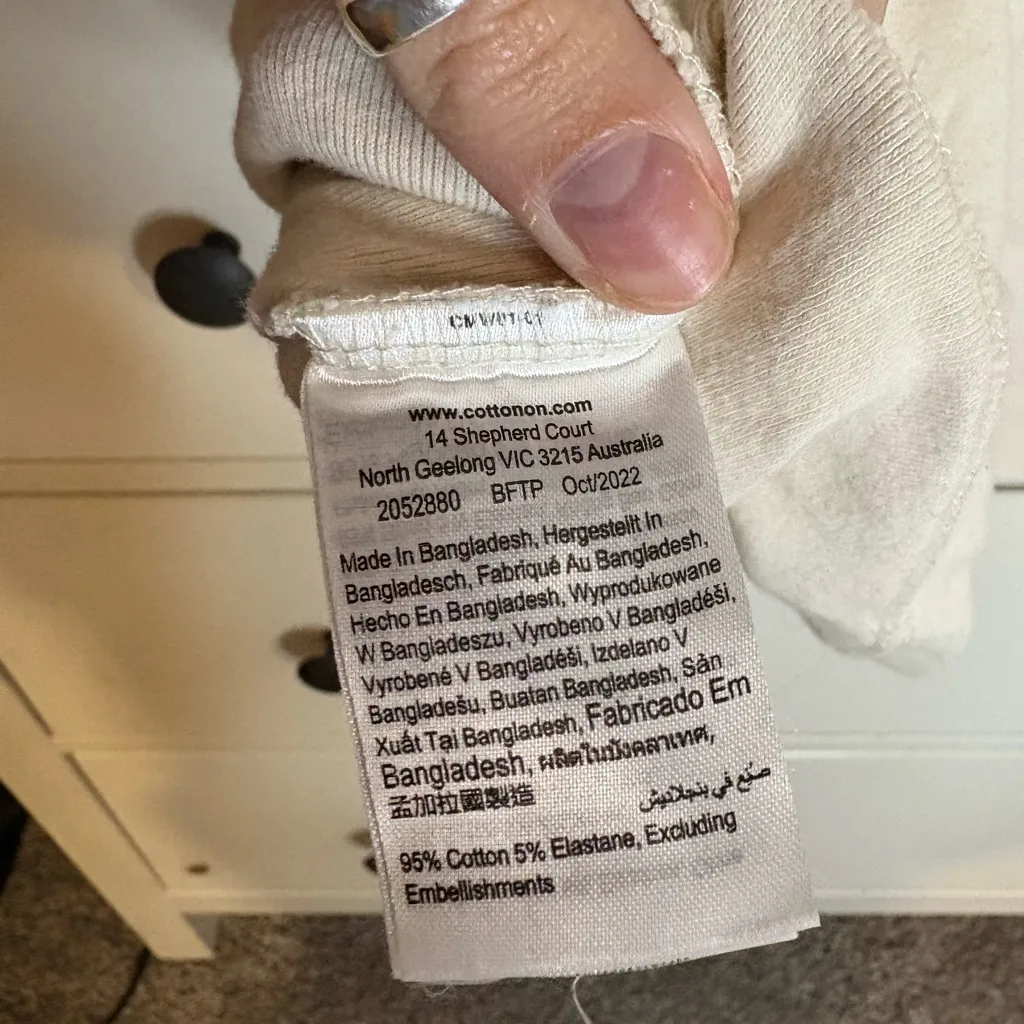 www.cottonon.com
14 Shepherd Court
North Geelong VIC 3215 Australia
2052880 BFTP Oct/2022
Made In Bangladesh, Hergestellt In
Bangladesch, Fabriqué Au Bangladesh,
Hecho En Bangladesh, Wyprodukowane
W Bangladeszu, Vyrobeno V Bangladéši,
Vyrobené V Bangladéši, Izdelano V
Bangladešu, Buatan Bangladesh, Sản
Xuất Tại Bangladesh, Fabricado Em
Bangladesh, ผลิตในบังคลาเทศ,
孟加拉國製造 صنع في بنجلاديش
95% Cotton 5% Elastane, Excluding
Embellishments